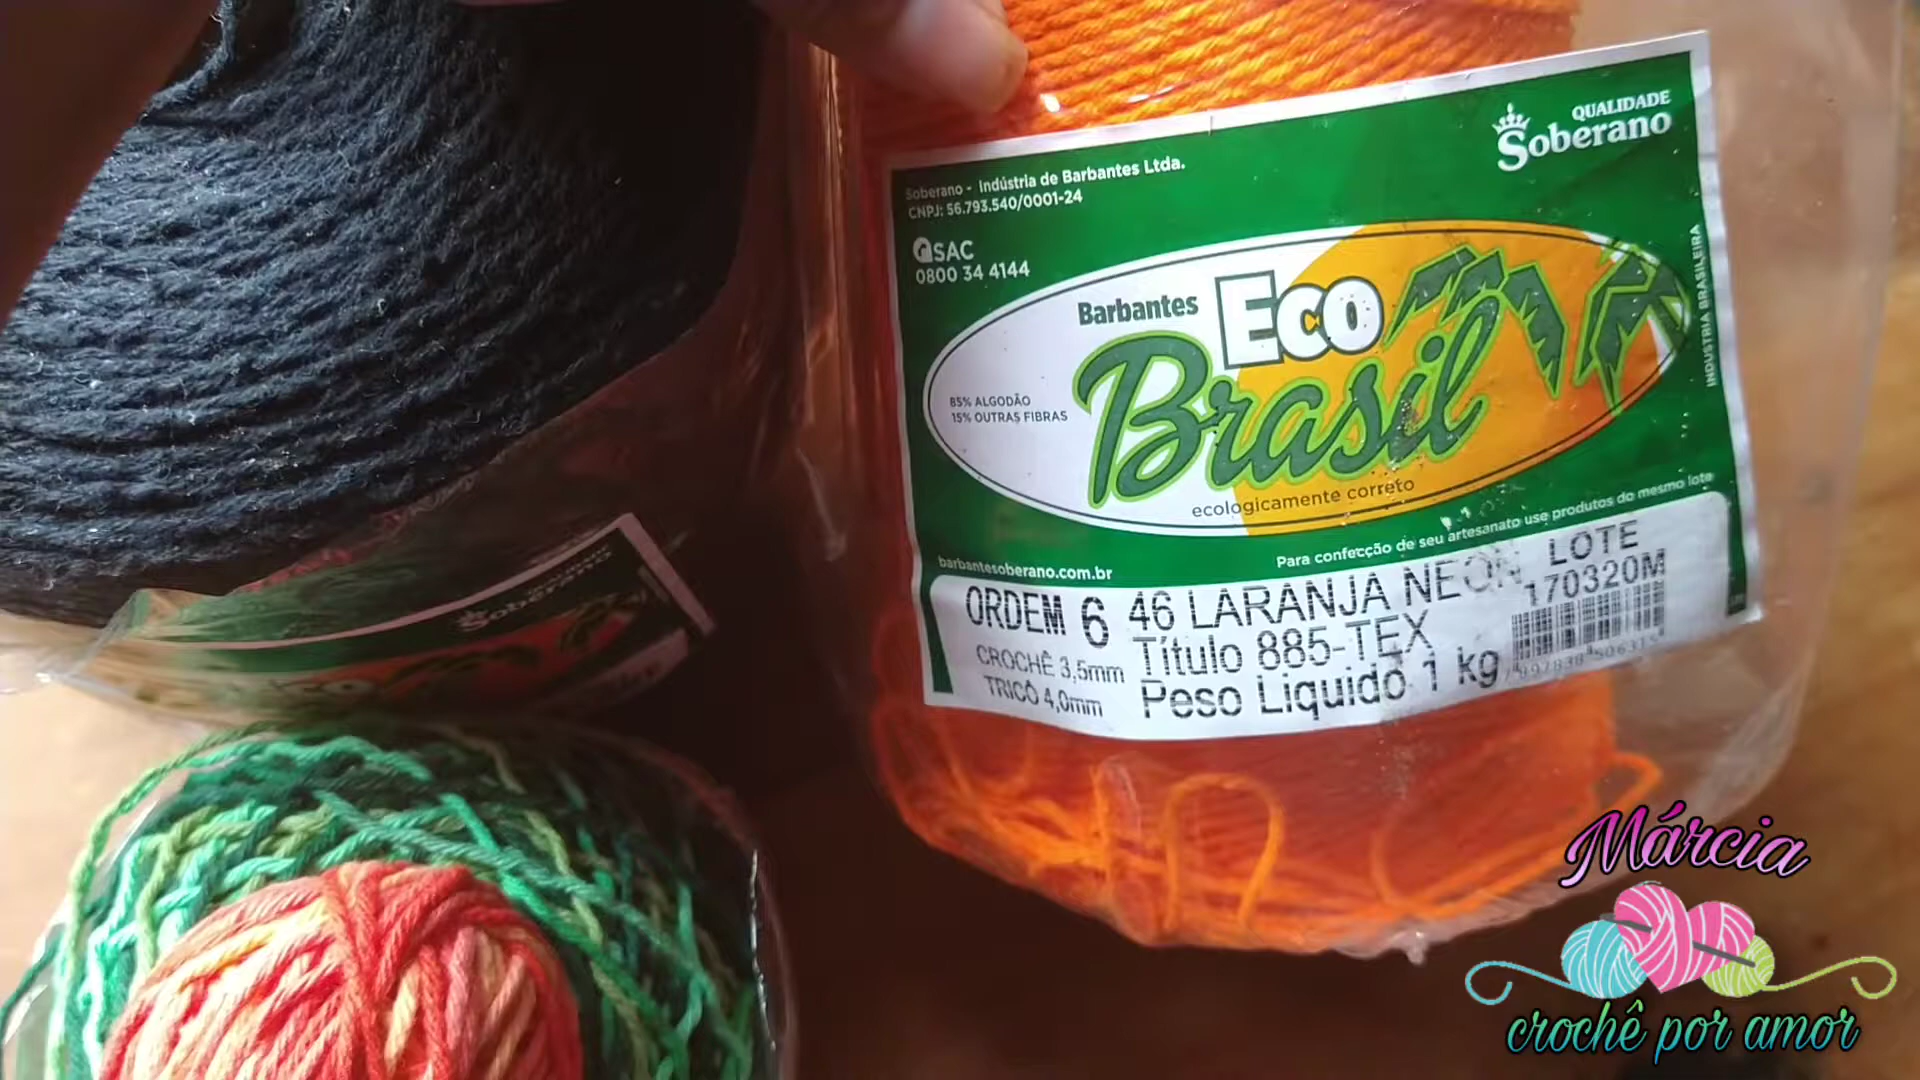 QUALIDADE
Soberano
Soberano - Indústria de Barbantes Ltda.
CNPJ: 56.793.540/0001-24
SAC
0800 34 4144
Barbantes Eco
Brasil
85% ALGODÃO
15% OUTRAS FIBRAS
ecologicamente correto
INDÚSTRIA BRASILEIRA
Para confecção de seu artesanato use produtos do mesmo lote
barbantesoberano.com.br
ORDEM 6
CROCHÊ 3,5mm
TRICÔ 4,0mm
46 LARANJA NEON
Título 885-TEX
Peso Liquido 1 kg
LOTE
170320M
Soberano
Eco
Márcia
crochê por amor